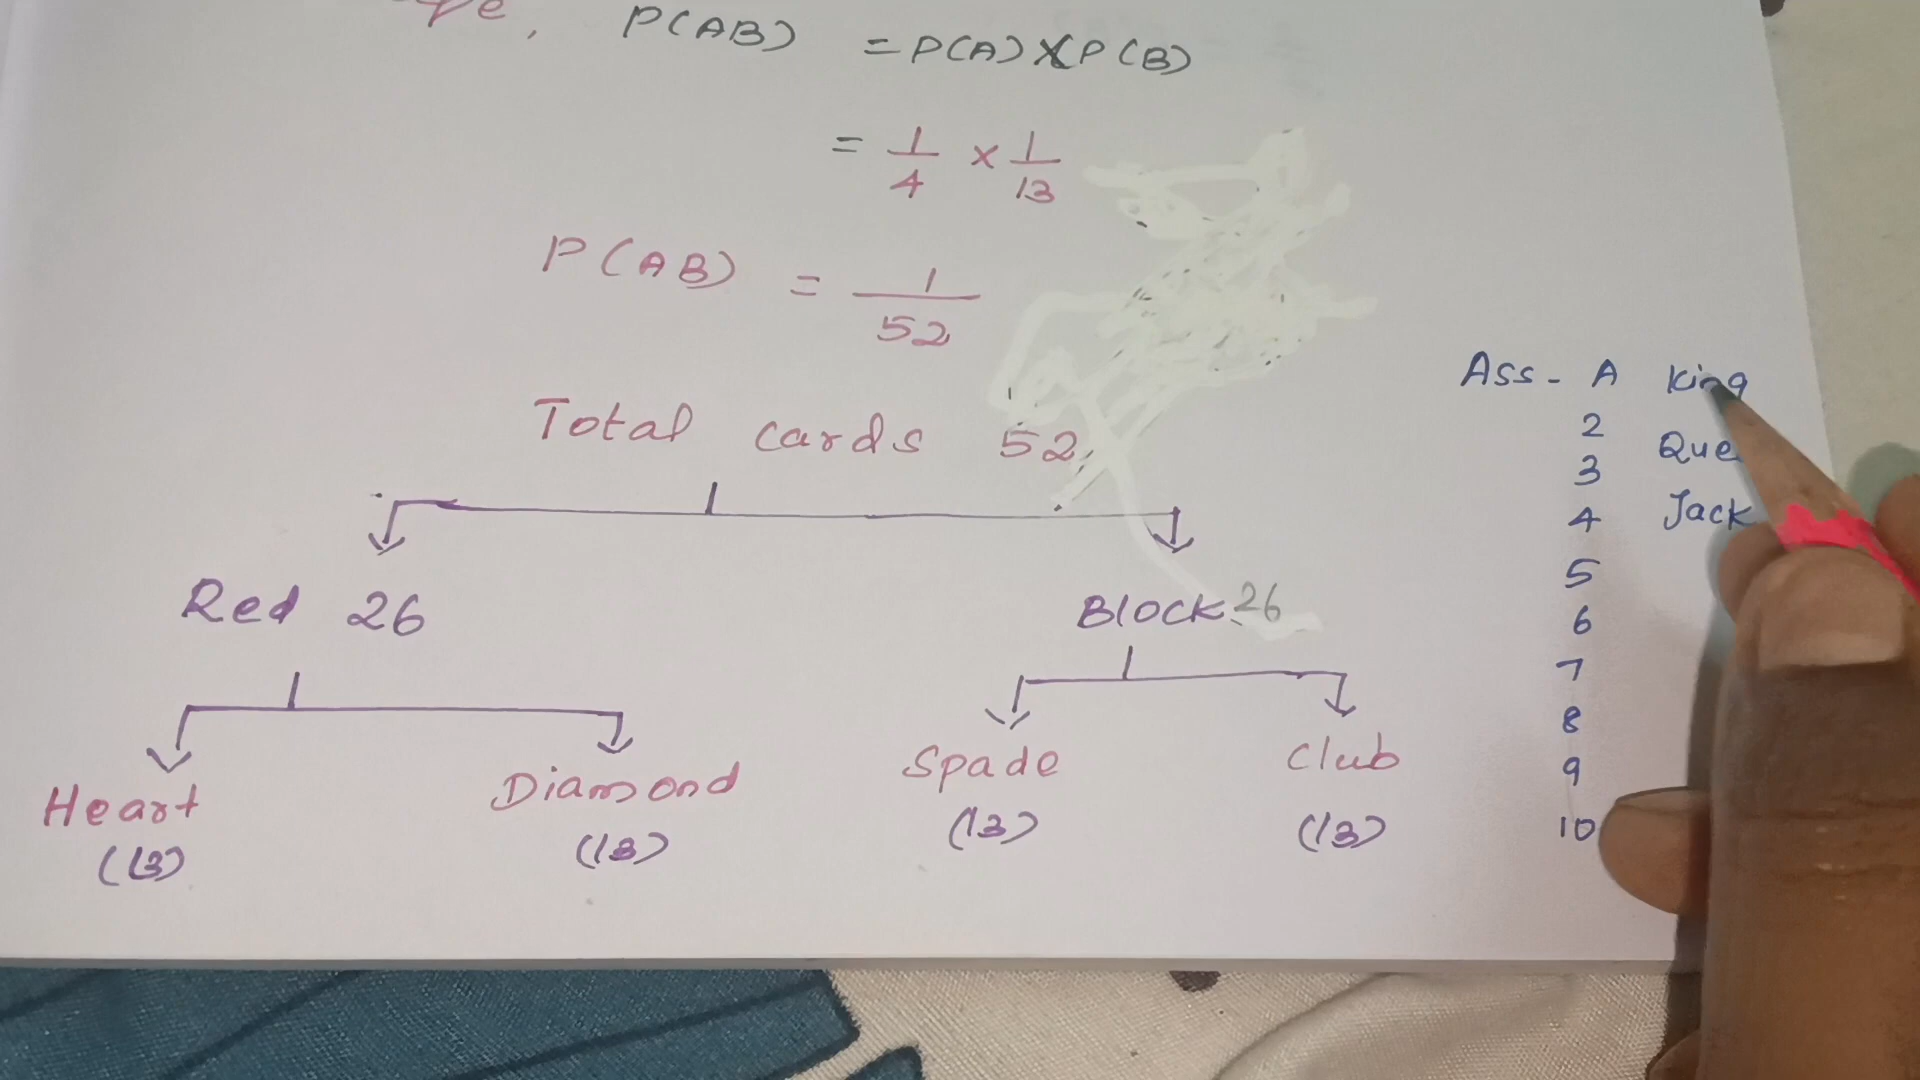 P(AB) = P(A) X P(B)
= 1/4 x 1/13
P(AB) = 1/52
Total cards 52
Red 26
Block 26
Heart
(13)
Diamond
(13)
Spade
(13)
Club
(13)
Ass - A
2
3
4
5
6
7
8
9
10
King
Que
Jack